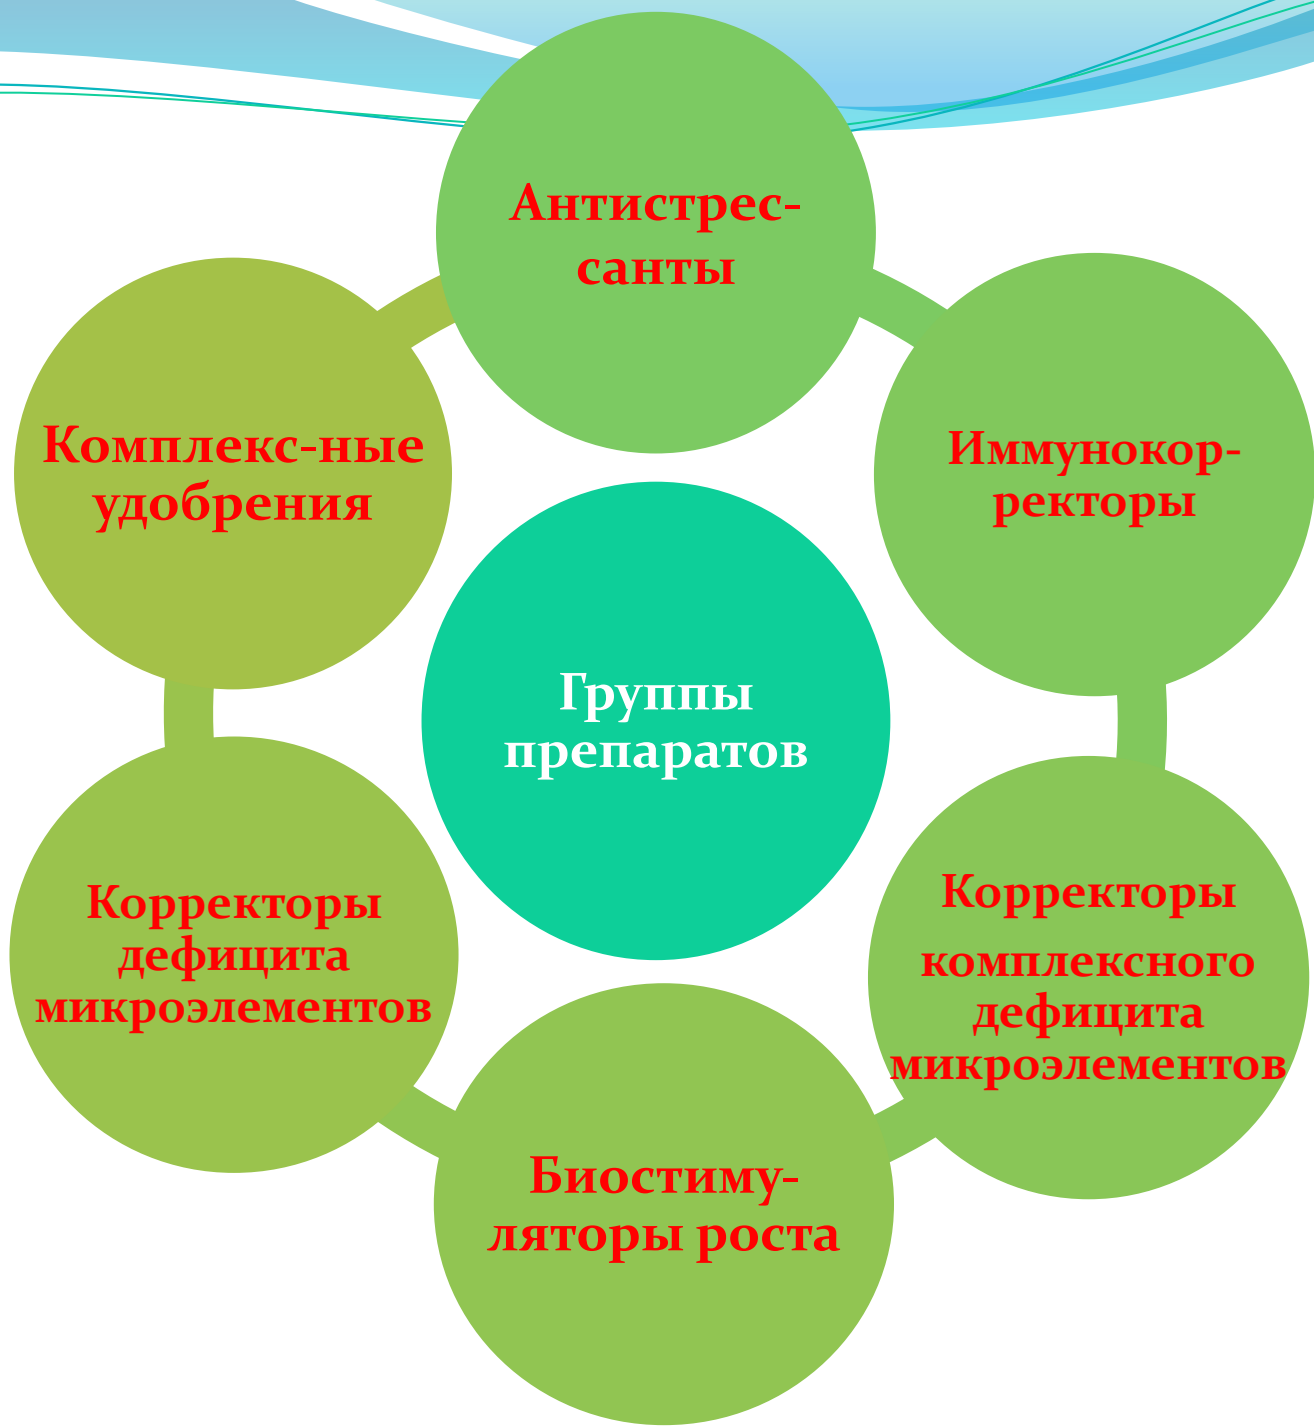 Антистрес-
санты
Иммунокор-
ректоры
Корректоры
комплексного
дефицита
микроэлементов
Биостиму-
ляторы роста
Корректоры
дефицита
микроэлементов
Комплекс-ные
удобрения
Группы
препаратов